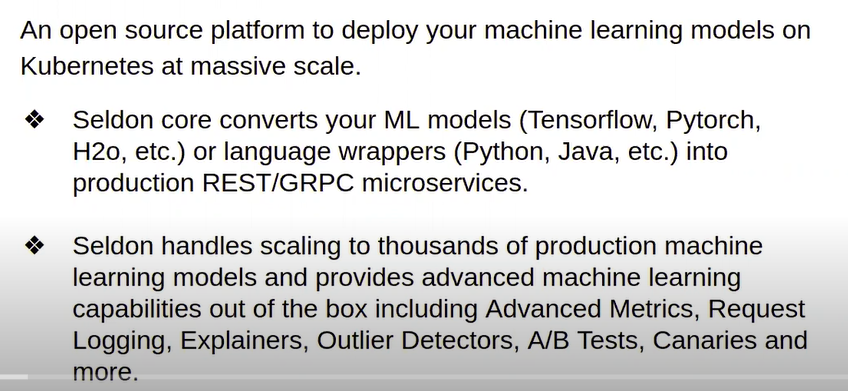 An open source platform to deploy your machine learning models on
Kubernetes at massive scale.
❖ Seldon core converts your ML models (Tensorflow, Pytorch,
H2o, etc.) or language wrappers (Python, Java, etc.) into
production REST/GRPC microservices.
❖ Seldon handles scaling to thousands of production machine
learning models and provides advanced machine learning
capabilities out of the box including Advanced Metrics, Request
Logging, Explainers, Outlier Detectors, A/B Tests, Canaries and
more.